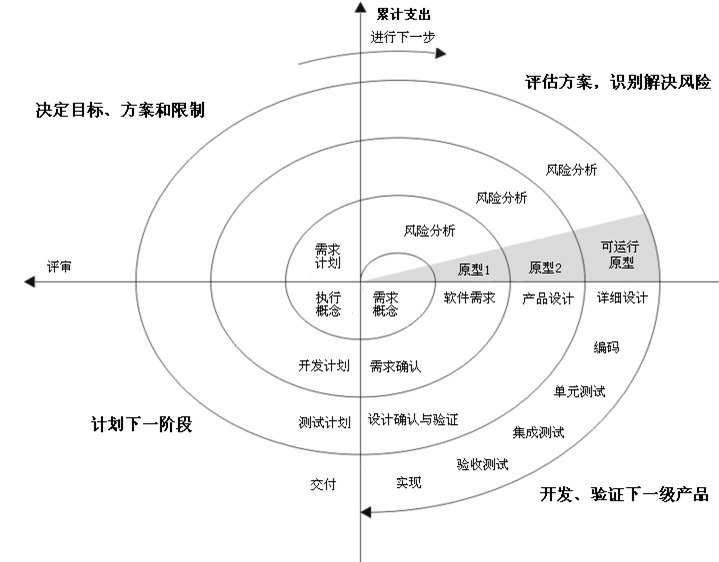 累计支出
进行下一步
决定目标、方案和限制
评估方案，识别解决风险
风险分析
风险分析
风险分析
需求
计划
可运行
原型
评审
原型1
原型2
执行
概念
需求
概念
软件需求
产品设计
详细设计
编码
开发计划
需求确认
单元测试
计划下一阶段
测试计划
设计确认与验证
集成测试
验收测试
交付
实现
开发、验证下一级产品